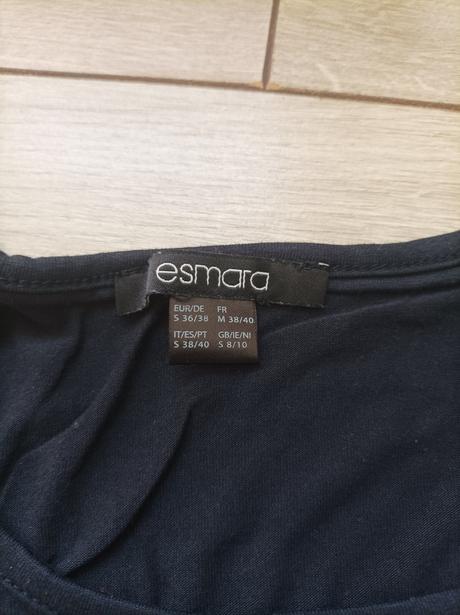 esmara
EUR/DE FR
S 36/38 M 38/40
IT/ES/PT GB/IE/NI
S 38/40 S 8/10